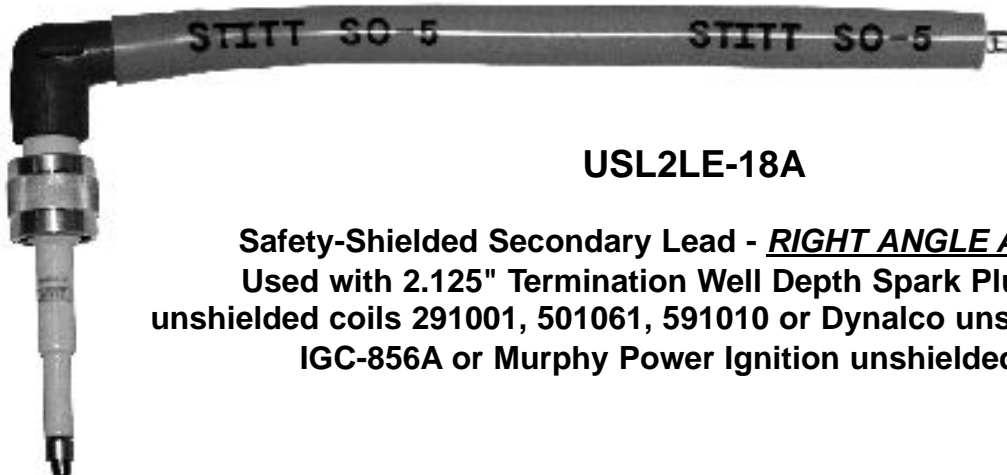 STITT SO-5 STITT SO-5
USL2LE-18A
Safety-Shielded Secondary Lead - RIGHT ANGLE
Used with 2.125" Termination Well Depth Spark
unshielded coils 291001, 501061, 591010 or Dynalco
IGC-856A or Murphy Power Ignition unshielded